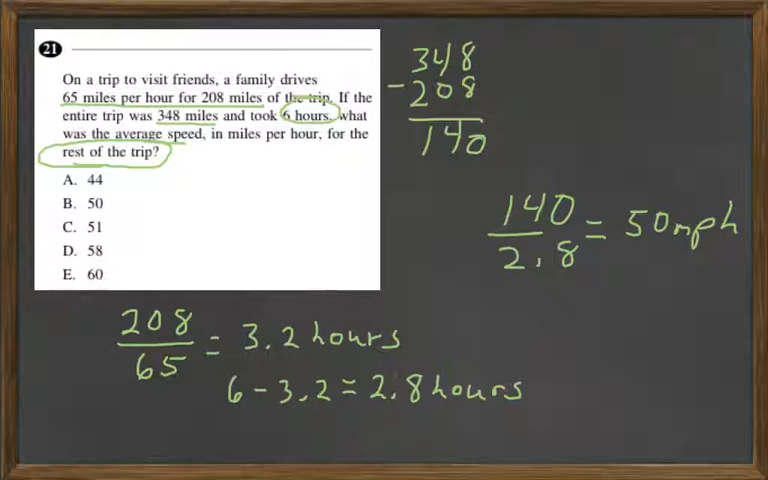 21
On a trip to visit friends, a family drives
65 miles per hour for 208 miles of the trip. If the
entire trip was 348 miles and took 6 hours, what
was the average speed, in miles per hour, for the
rest of the trip?
A. 44
B. 50
C. 51
D. 58
E. 60
348
-208
140
140
2.8
= 50mph
208
65
= 3.2 hours
6-3.2=2.8hours